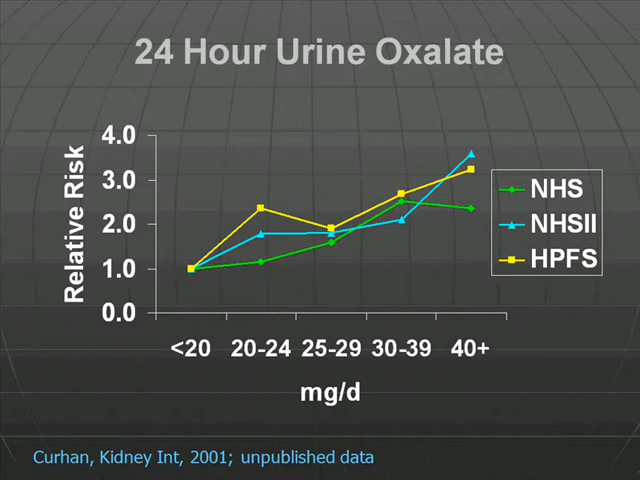 24 Hour Urine Oxalate
Relative Risk
4.0
3.0
2.0
1.0
0.0
<20 20-24 25-29 30-39 40+
mg/d
NHS
NHSII
HPFS
Curhan, Kidney Int, 2001; unpublished data